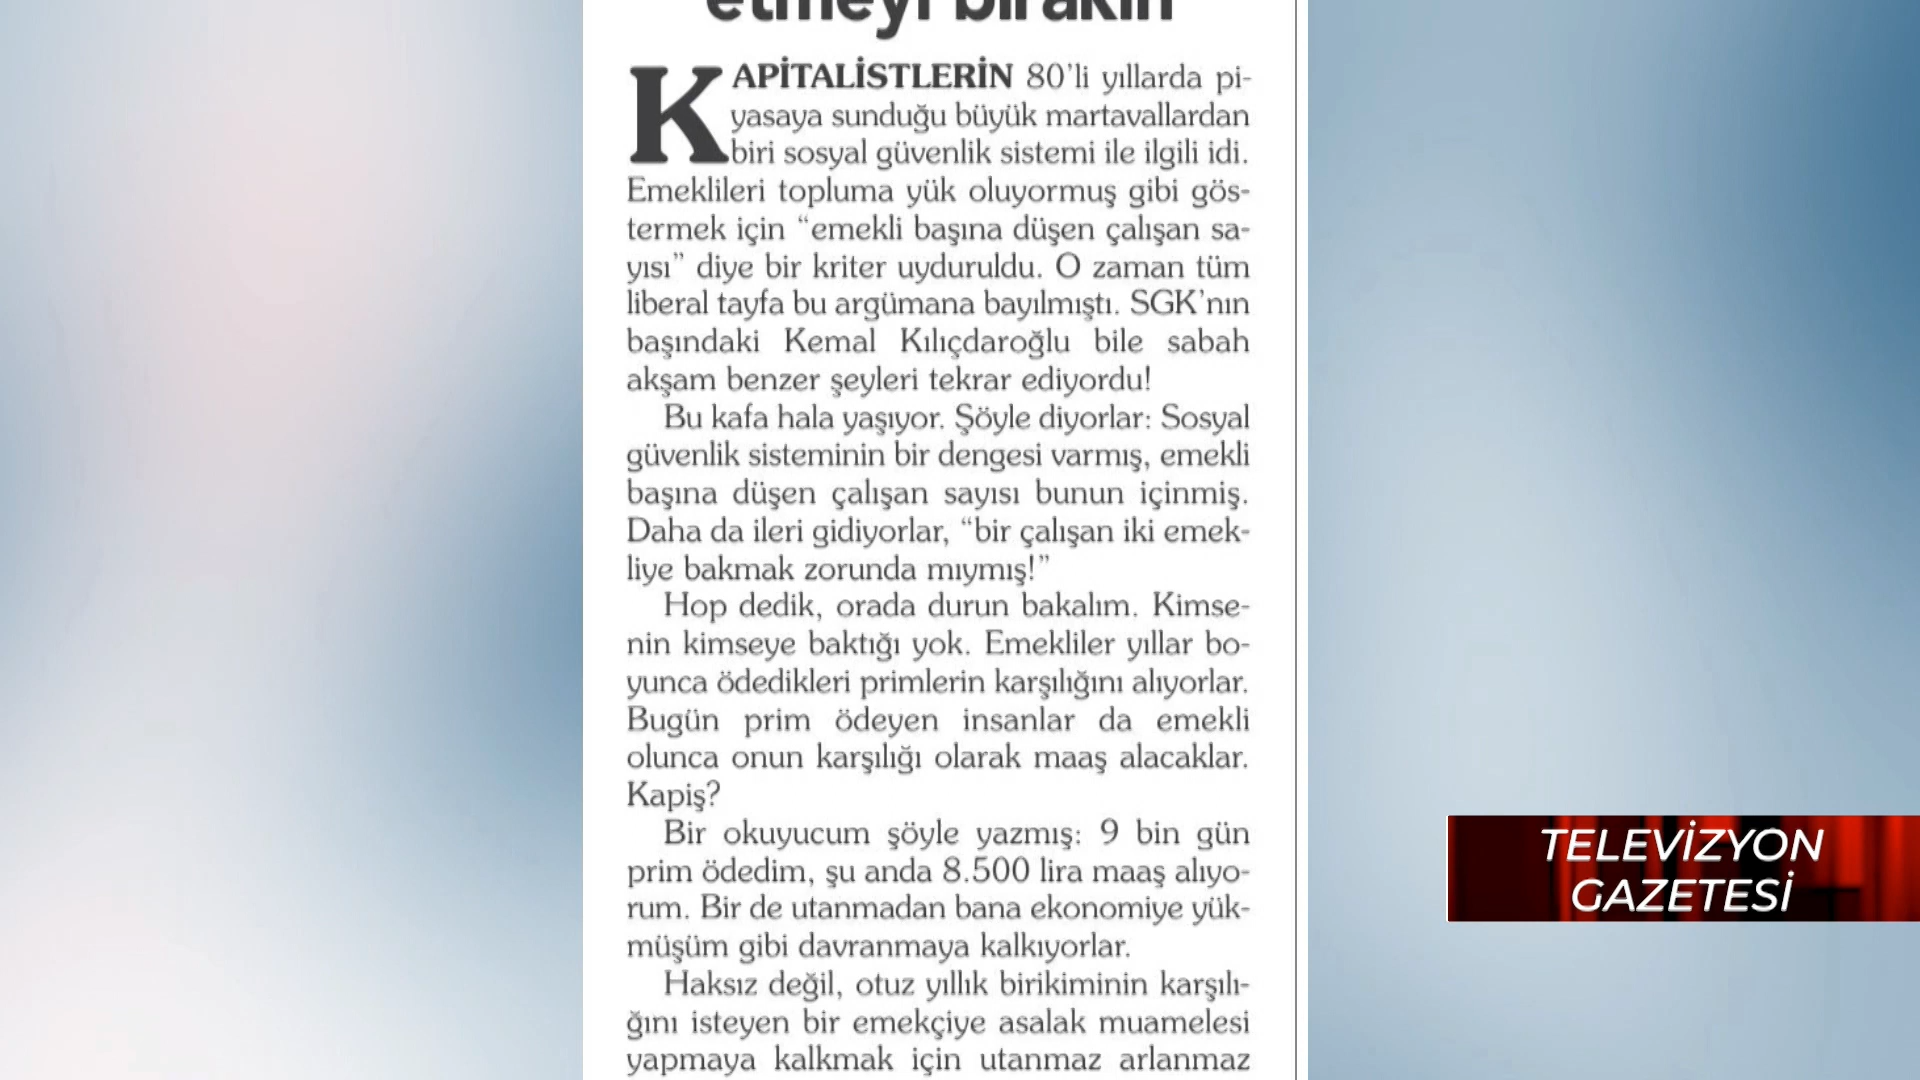 etmeyi bırakın
KAPİTALİSTLERİN 80’li yıllarda pi-
yasaya sunduğu büyük martavallardan
biri sosyal güvenlik sistemi ile ilgili idi.
Emeklileri topluma yük oluyormuş gibi gös-
termek için “emekli başına düşen çalışan sa-
yısı” diye bir kriter uyduruldu. O zaman tüm
liberal tayfa bu argümana bayılmıştı. SGK’nın
başındaki Kemal Kılıçdaroğlu bile sabah
akşam benzer şeyleri tekrar ediyordu!
Bu kafa hala yaşıyor. Şöyle diyorlar: Sosyal
güvenlik sisteminin bir dengesi varmış, emekli
başına düşen çalışan sayısı bunun içinmiş.
Daha da ileri gidiyorlar, “bir çalışan iki emek-
liye bakmak zorunda mıymış!”
Hop dedik, orada durun bakalım. Kimse-
nin kimseye baktığı yok. Emekliler yıllar bo-
yunca ödedikleri primlerin karşılığını alıyorlar.
Bugün prim ödeyen insanlar da emekli
olunca onun karşılığı olarak maaş alacaklar.
Kapiş?
Bir okuyucum şöyle yazmış: 9 bin gün
prim ödedim, şu anda 8.500 lira maaş alıyo-
rum. Bir de utanmadan bana ekonomiye yük-
müşüm gibi davranmaya kalkıyorlar.
Haksız değil, otuz yıllık birikiminin karşılı-
ğını isteyen bir emekçiye asalak muamelesi
yapmaya kalkmak için utanmaz arlanmaz
TELEVİZYON
GAZETESİ